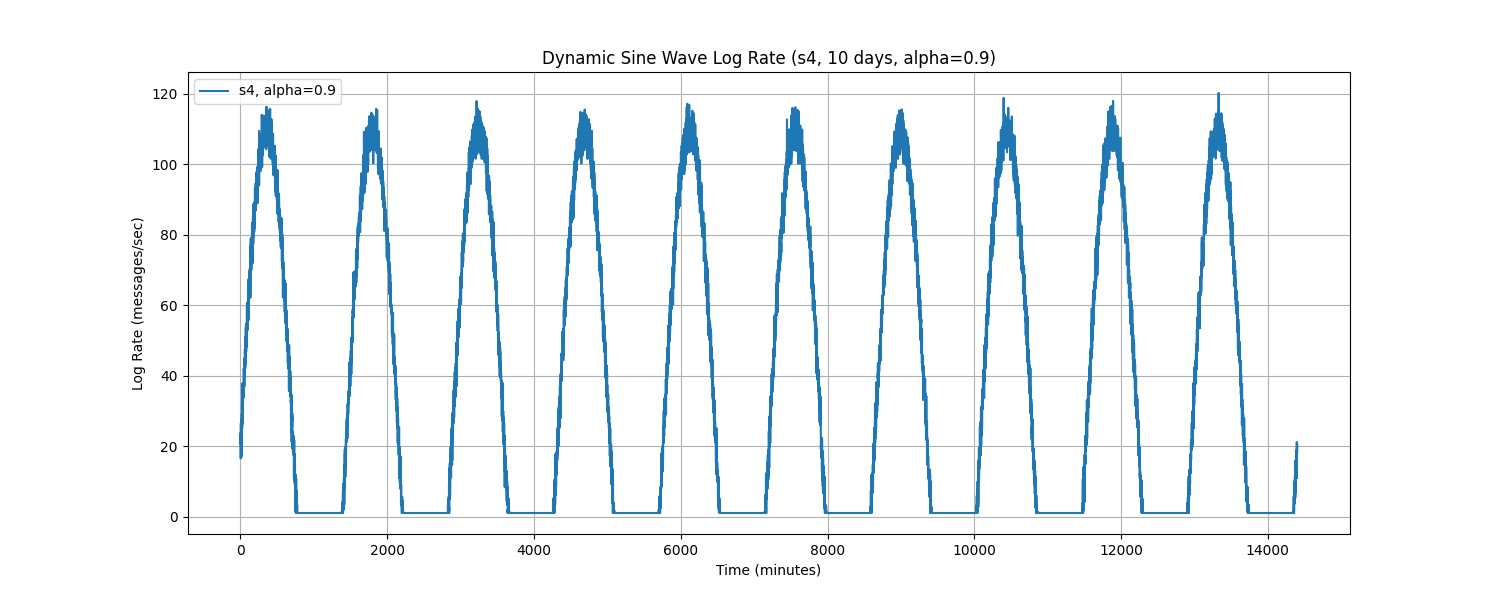 Dynamic Sine Wave Log Rate (s4, 10 days, alpha=0.9)
s4, alpha=0.9
Log Rate (messages/sec)
120
100
80
60
40
20
0
0 2000 4000 6000 8000 10000 12000 14000
Time (minutes)